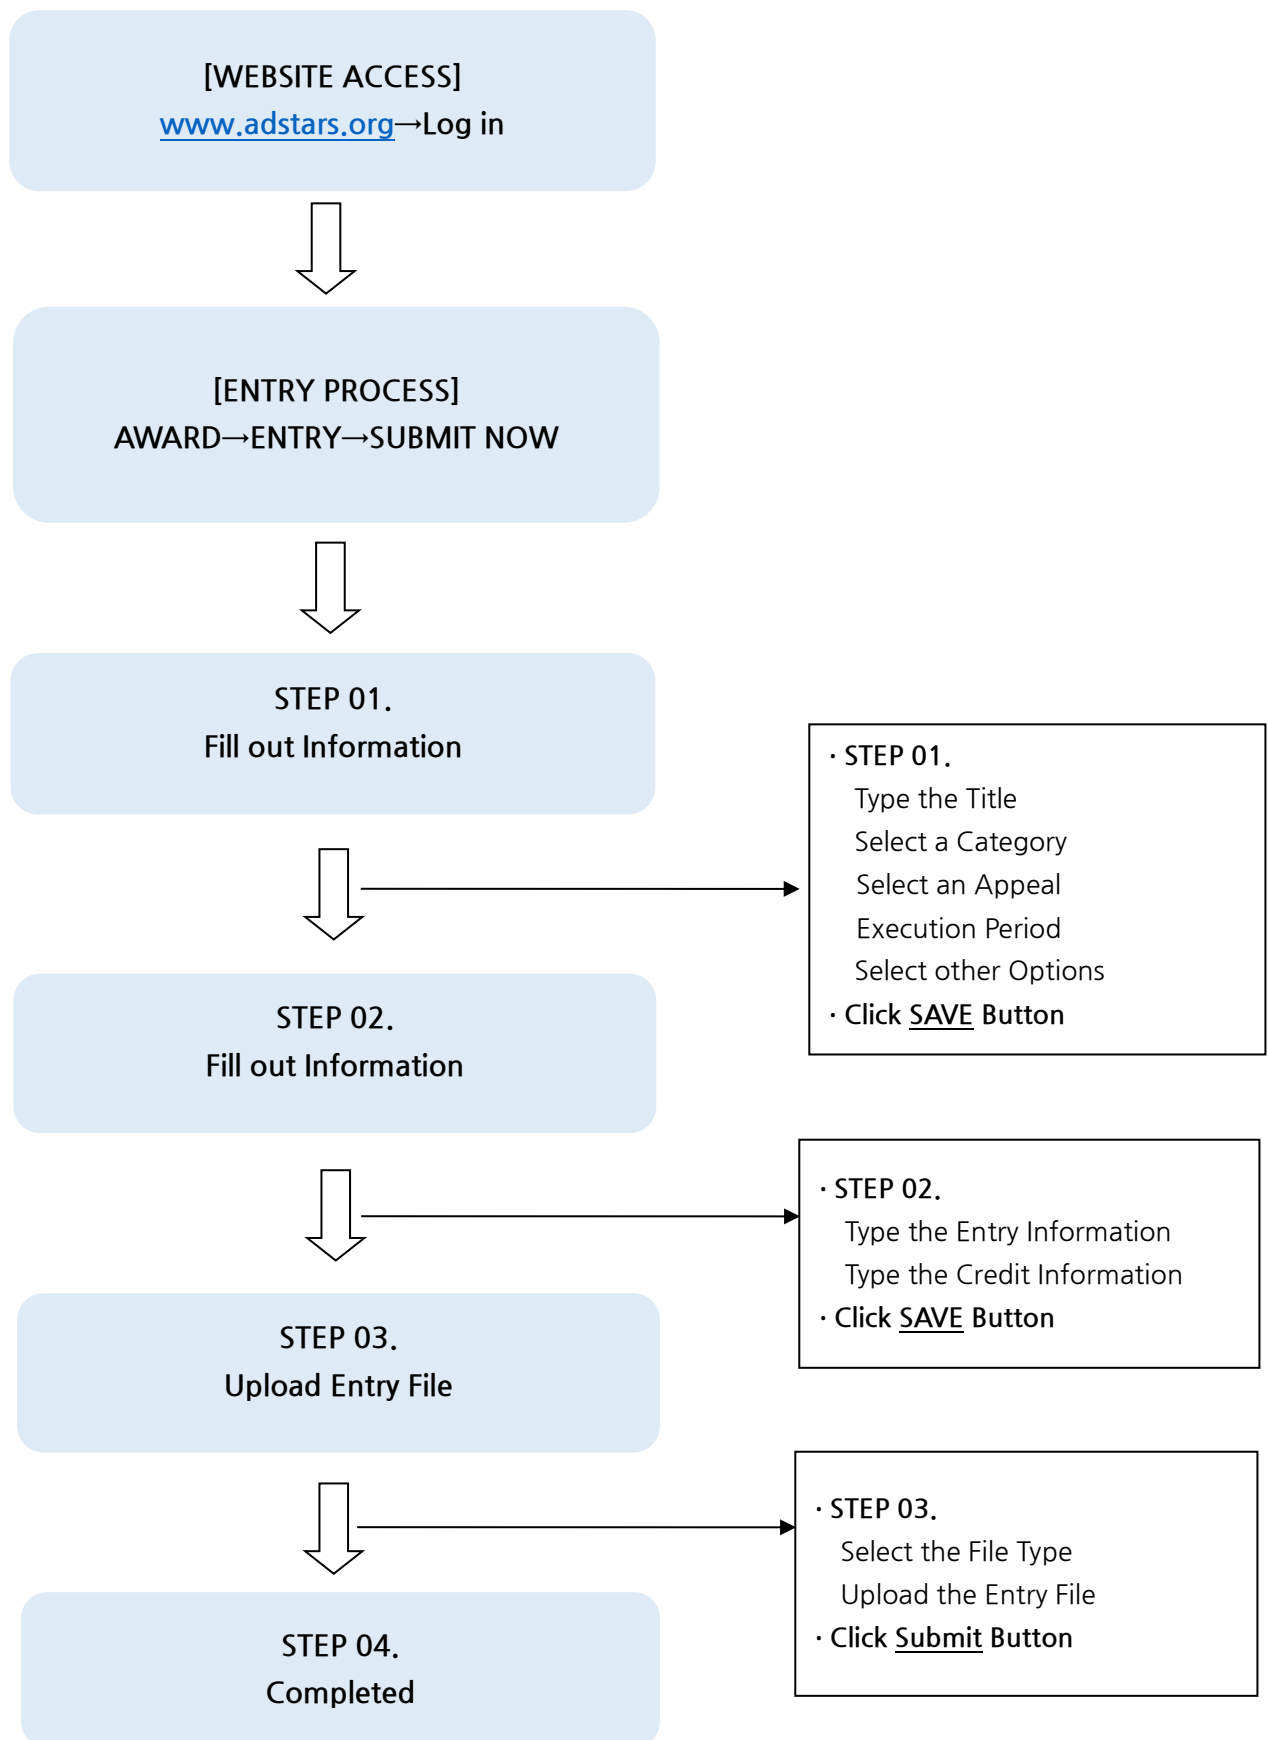 [WEBSITE ACCESS]
www.adstars.org→Log in
[ENTRY PROCESS]
AWARD→ENTRY→SUBMIT NOW
STEP 01.
Fill out Information
· STEP 01.
Type the Title
Select a Category
Select an Appeal
Execution Period
Select other Options
· Click SAVE Button
STEP 02.
Fill out Information
· STEP 02.
Type the Entry Information
Type the Credit Information
· Click SAVE Button
STEP 03.
Upload Entry File
· STEP 03.
Select the File Type
Upload the Entry File
· Click Submit Button
STEP 04.
Completed